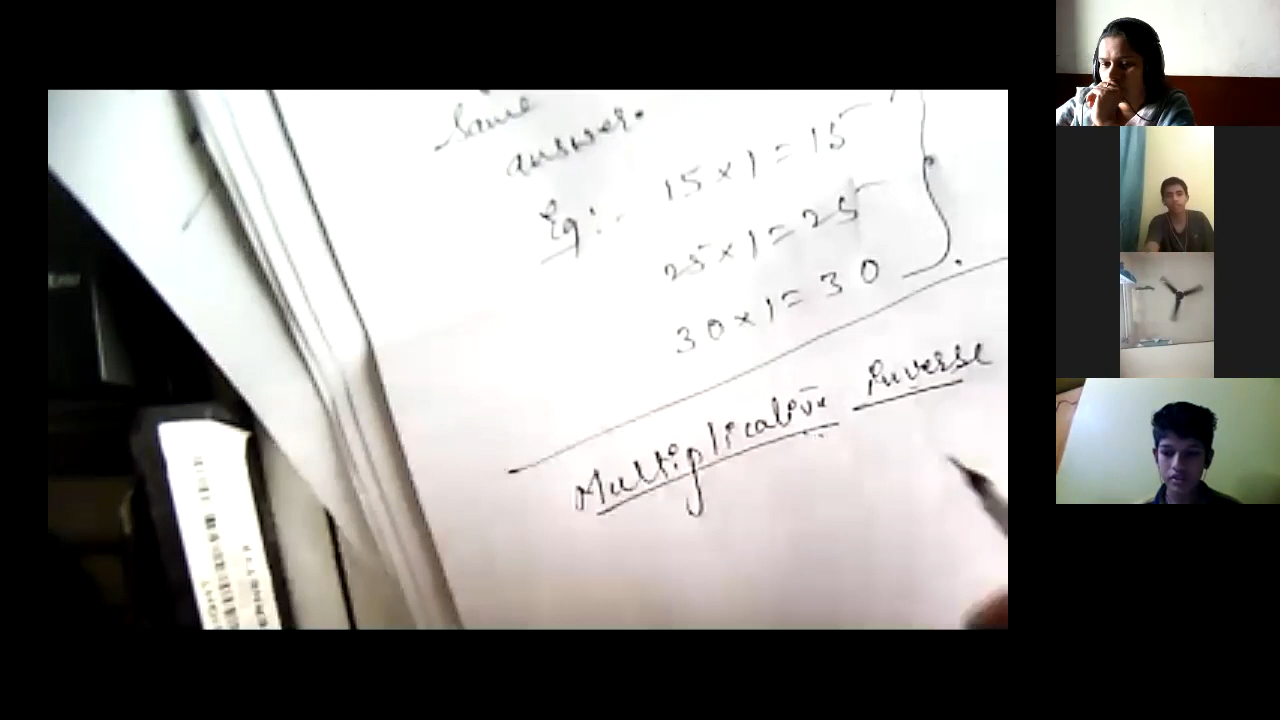 same
answer.
Eg:- 15 × 1 = 15
25 × 1 = 25
30 × 1 = 30
Multiplicative Inverse